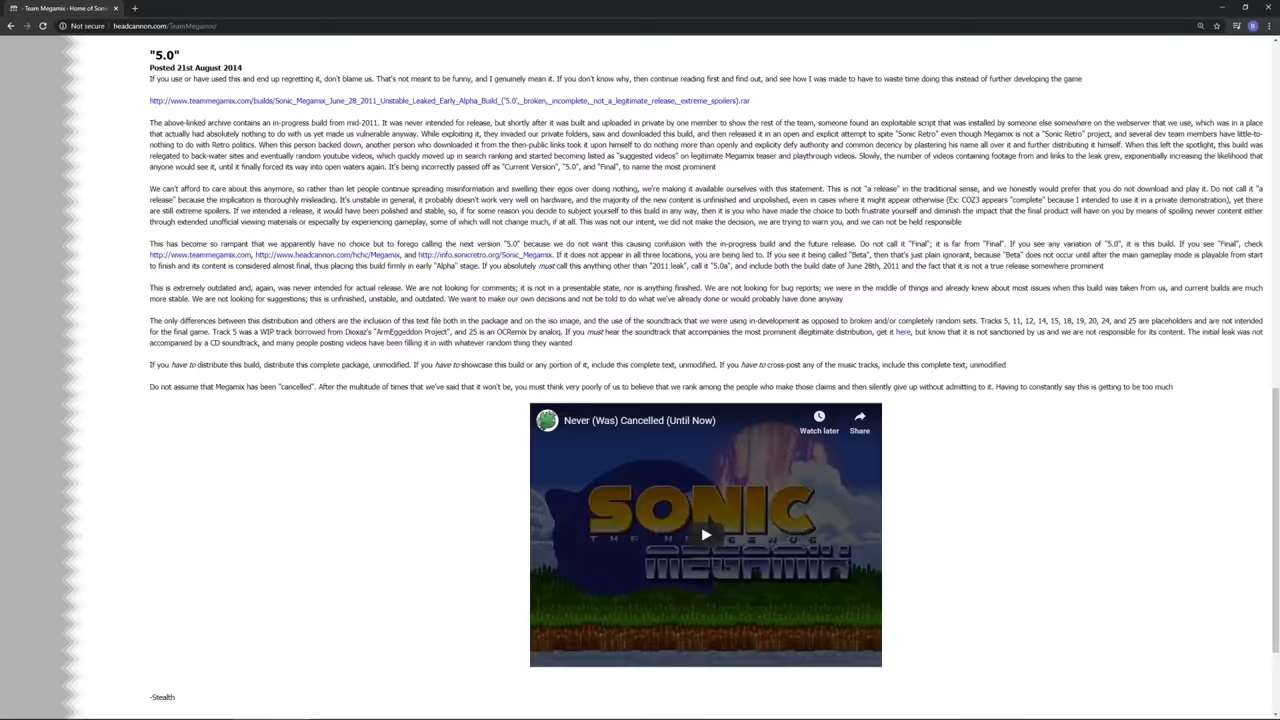 - Team Megamix - Home of Soni
Not secure
headcannon.com/TeamMegamix/
"5.0"
Posted 21st August 2014
If you use or have used this and end up regretting it, don't blame us. That's not meant to be funny, and I genuinely mean it. If you don't know why, then continue reading first and find out, and see how I was made to have to waste time doing this instead of further developing the game
http://www.teammegamix.com/builds/Sonic_Megamix_June_28_2011_Unstable_Leaked_Early_Alpha_Build_('5.0',_broken,_incomplete,_not_a_legitimate_release,_extreme_spoilers).rar
The above-linked archive contains an in-progress build from mid-2011. It was never intended for release, but shortly after it was built and uploaded in private by one member to show the rest of the team, someone found an exploitable script that was installed by someone else somewhere on the webserver that we use, which was in a place
that actually had absolutely nothing to do with us yet made us vulnerable anyway. While exploiting it, they invaded our private folders, saw and downloaded this build, and then released it in an open and explicit attempt to spite "Sonic Retro" even though Megamix is not a "Sonic Retro" project, and several dev team members have little-to-
nothing to do with Retro politics. When this person backed down, another person who downloaded it from the then-public links took it upon himself to do nothing more than openly and explicity defy authority and common decency by plastering his name all over it and further distributing it himself. When this left the spotlight, this build was
relegated to back-water sites and eventually random youtube videos, which quickly moved up in search ranking and started becoming listed as "suggested videos" on legitimate Megamix teaser and playthrough videos. Slowly, the number of videos containing footage from and links to the leak grew, exponentially increasing the likelihood that
anyone would see it, until it finally forced its way into open waters again. It's being incorrectly passed off as "Current Version", "5.0", and "Final", to name the most prominent
We can't afford to care about this anymore, so rather than let people continue spreading misinformation and swelling their egos over doing nothing, we're making it available ourselves with this statement. This is not "a release" in the traditional sense, and we honestly would prefer that you do not download and play it. Do not call it "a
release" because the implication is thoroughly misleading. It's unstable in general, it probably doesn't work very well on hardware, and the majority of the new content is unfinished and unpolished, even in cases where it might appear otherwise (Ex: COZ3 appears "complete" because I intended to use it in a private demonstration), yet there
are still extreme spoilers. If we intended a release, it would have been polished and stable, so, if for some reason you decide to subject yourself to this build in any way, then it is you who have made the choice to both frustrate yourself and diminish the impact that the final product will have on you by means of spoiling newer content either
through extended unofficial viewing materials or especially by experiencing gameplay, some of which will not change much, if at all. This was not our intent, we did not make the decision, we are trying to warn you, and we can not be held responsible
This has become so rampant that we apparently have no choice but to forego calling the next version "5.0" because we do not want this causing confusion with the in-progress build and the future release. Do not call it "Final"; it is far from "Final". If you see any variation of "5.0", it is this build. If you see "Final", check
http://www.teammegamix.com, http://www.headcannon.com/hchc/Megamix, and http://info.sonicretro.org/Sonic_Megamix. If it does not appear in all three locations, you are being lied to. If you see it being called "Beta", then that's just plain ignorant, because "Beta" does not occur until after the main gameplay mode is playable from start
to finish and its content is considered almost final, thus placing this build firmly in early "Alpha" stage. If you absolutely must call this anything other than "2011 leak", call it "5.0a", and include both the build date of June 28th, 2011 and the fact that it is not a true release somewhere prominent
This is extremely outdated and, again, was never intended for actual release. We are not looking for comments; it is not in a presentable state, nor is anything finished. We are not looking for bug reports; we were in the middle of things and already knew about most issues when this build was taken from us, and current builds are much
more stable. We are not looking for suggestions; this is unfinished, unstable, and outdated. We want to make our own decisions and not be told to do what we've already done or would probably have done anyway
The only differences between this distribution and others are the inclusion of this text file both in the package and on the iso image, and the use of the soundtrack that we were using in-development as opposed to broken and/or completely random sets. Tracks 5, 11, 12, 14, 15, 18, 19, 20, 24, and 25 are placeholders and are not intended
for the final game. Track 5 was a WIP track borrowed from Dioxaz's "ArmEggeddon Project", and 25 is an OCRemix by analoq. If you must hear the soundtrack that accompanies the most prominent illegitimate distribution, get it here, but know that it is not sanctioned by us and we are not responsible for its content. The initial leak was not
accompanied by a CD soundtrack, and many people posting videos have been filling it in with whatever random thing they wanted
If you have to distribute this build, distribute this complete package, unmodified. If you have to showcase this build or any portion of it, include this complete text, unmodified. If you have to cross-post any of the music tracks, include this complete text, unmodified
Do not assume that Megamix has been "cancelled". After the multitude of times that we've said that it won't be, you must think very poorly of us to believe that we rank among the people who make those claims and then silently give up without admitting to it. Having to constantly say this is getting to be too much
Never (Was) Cancelled (Until Now)
Watch later
Share
SONIC
THE HEDGEHOG
MEGAMIX
-Stealth